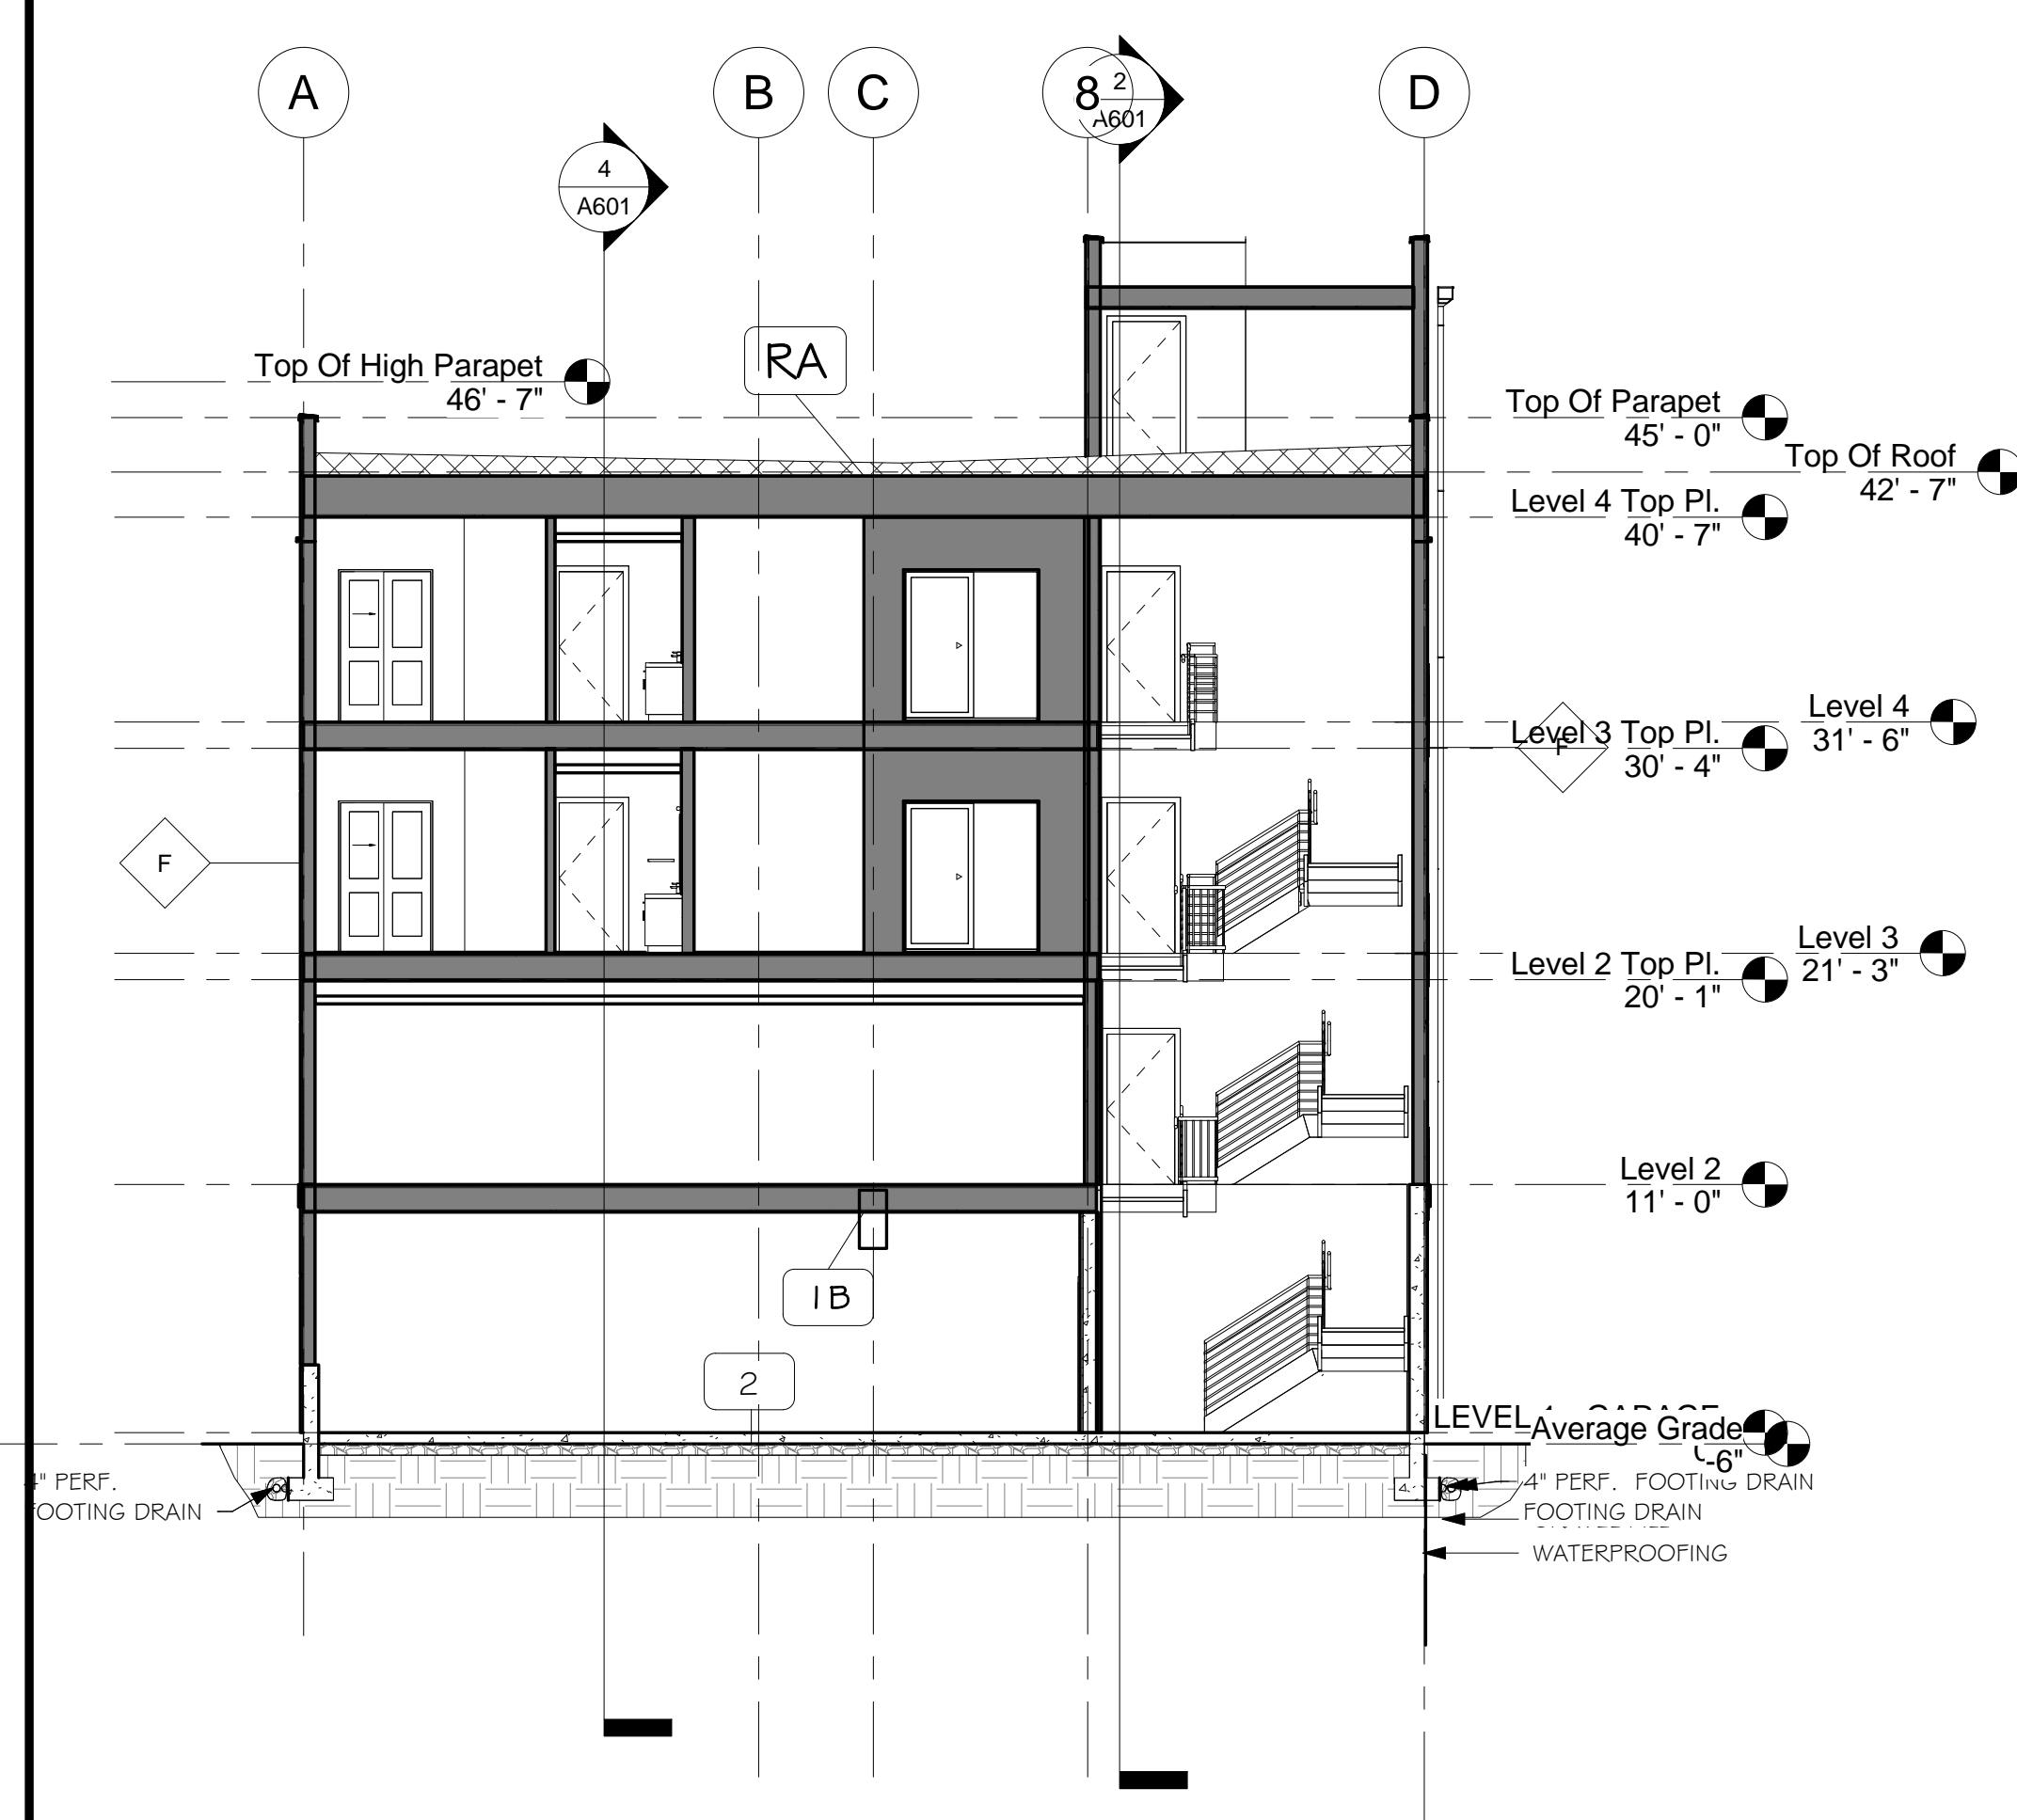 A
B
C
8
D
2
A601
4
A601
RA
Top Of High Parapet
46' - 7"
Top Of Parapet
45' - 0"
Top Of Roof
42' - 7"
Level 4 Top Pl.
40' - 7"
Level 4
31' - 6"
Level 3 Top Pl.
30' - 4"
F
F
Level 3
21' - 3"
Level 2 Top Pl.
20' - 1"
Level 2
11' - 0"
1B
2
LEVEL
Average Grade
-6"
4" PERF.
FOOTING DRAIN
4" PERF. FOOTING DRAIN
FOOTING DRAIN
WATERPROOFING